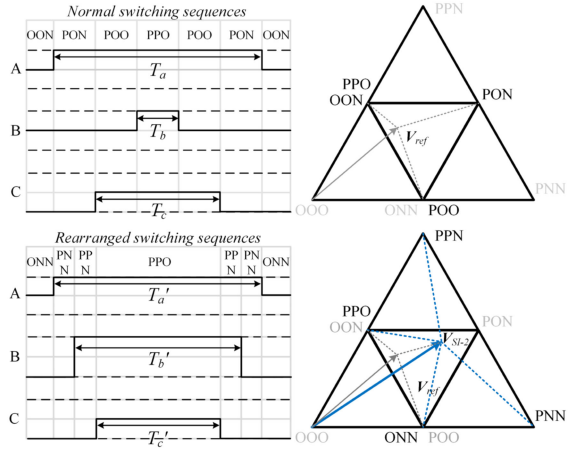 Normal switching sequences
OON PON POO PPO POO PON OON
A
Ta
B
Tb
C
Tc
PPN
PPO
OON
PON
Vref
PNN
OOO
ONN
POO
Rearranged switching sequences
ONN PN N PP N PPO PP N PN N ONN
A
Ta′
B
Tb′
C
Tc′
PPN
PPO
OON
PON
VSI-2
Vref
PNN
OOO
ONN
POO